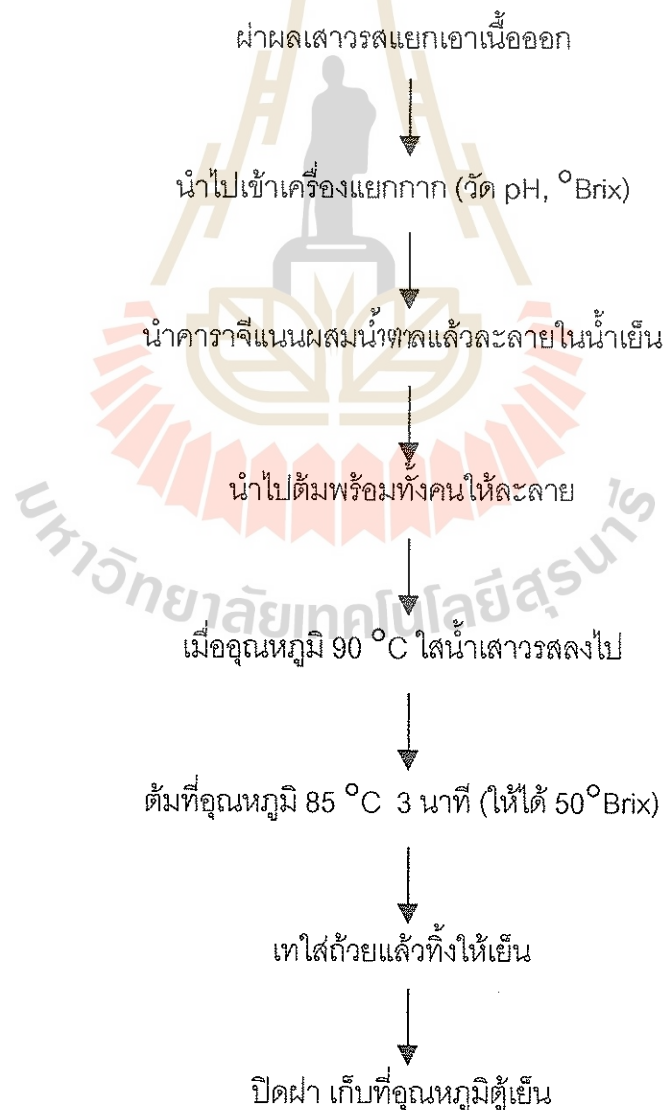 ผ่าผลเสาวรสแยกเอาเนื้อออก
นำไปเข้าเครื่องแยกกาก (วัด pH, °Brix)
นำคาราจีแนนผสมน้ำตาลแล้วละลายในน้ำเย็น
นำไปต้มพร้อมทั้งคนให้ละลาย
มหาวิทยาลัยเทคโนโลยีสุรนารี
เมื่ออุณหภูมิ 90 °C ใส่น้ำเสาวรสลงไป
ต้มที่อุณหภูมิ 85 °C 3 นาที (ให้ได้ 50°Brix)
เทใส่ถ้วยแล้วทิ้งให้เย็น
ปิดฝา เก็บที่อุณหภูมิตู้เย็น